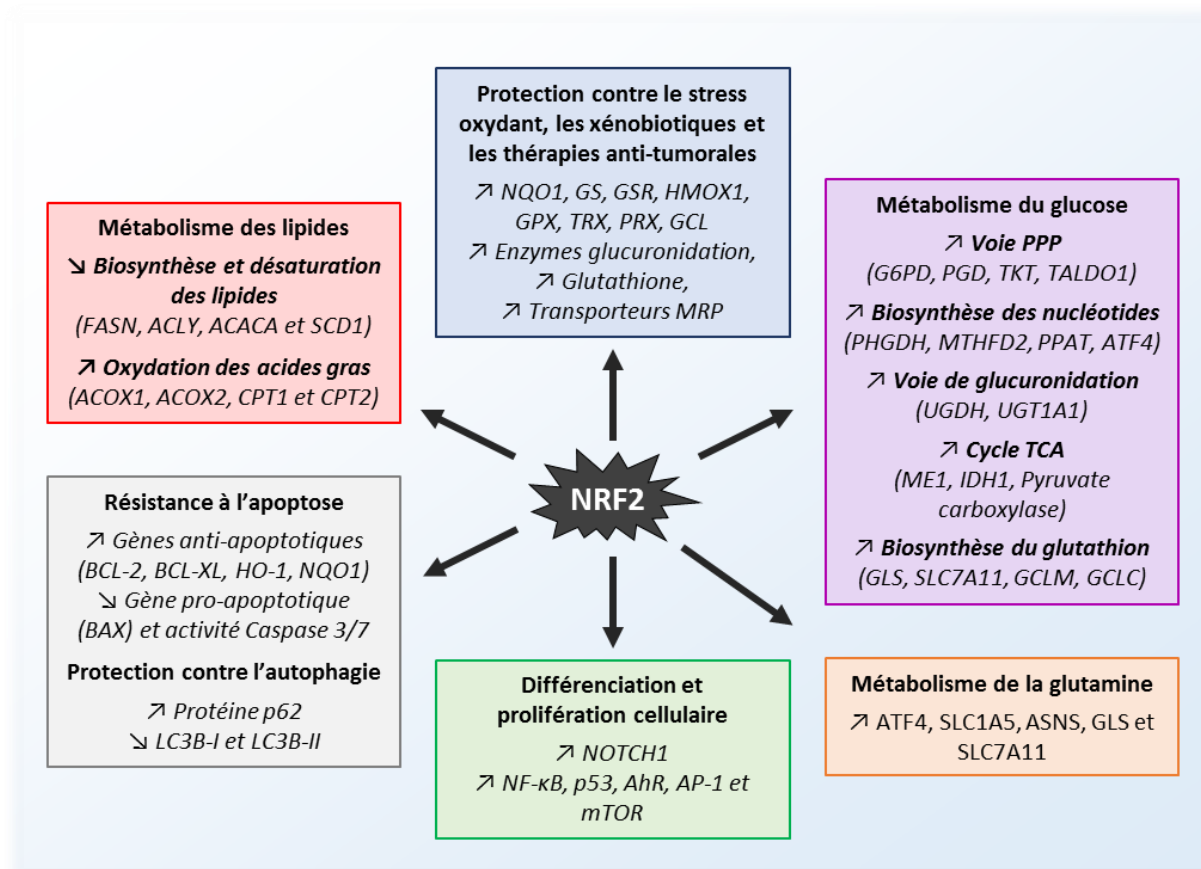 Protection contre le stress
oxydant, les xénobiotiques et
les thérapies anti-tumorales
↗ NQO1, GS, GSR, HMOX1,
GPX, TRX, PRX, GCL
↗ Enzymes glucuronidation,
↗ Glutathione,
↗ Transporteurs MRP
Métabolisme des lipides
↘ Biosynthèse et désaturation
des lipides
(FASN, ACLY, ACACA et SCD1)
↗ Oxydation des acides gras
(ACOX1, ACOX2, CPT1 et CPT2)
Métabolisme du glucose
↗ Voie PPP
(G6PD, PGD, TKT, TALDO1)
↗ Biosynthèse des nucléotides
(PHGDH, MTHFD2, PPAT, ATF4)
↗ Voie de glucuronidation
(UGDH, UGT1A1)
↗ Cycle TCA
(ME1, IDH1, Pyruvate
carboxylase)
↗ Biosynthèse du glutathion
(GLS, SLC7A11, GCLM, GCLC)
NRF2
Résistance à l’apoptose
↗ Gènes anti-apoptotiques
(BCL-2, BCL-XL, HO-1, NQO1)
↘ Gène pro-apoptotique
(BAX) et activité Caspase 3/7
Protection contre l’autophagie
↗ Protéine p62
↘ LC3B-I et LC3B-II
Différenciation et
prolifération cellulaire
↗ NOTCH1
↗ NF-κB, p53, AhR, AP-1 et
mTOR
Métabolisme de la glutamine
↗ ATF4, SLC1A5, ASNS, GLS et
SLC7A11